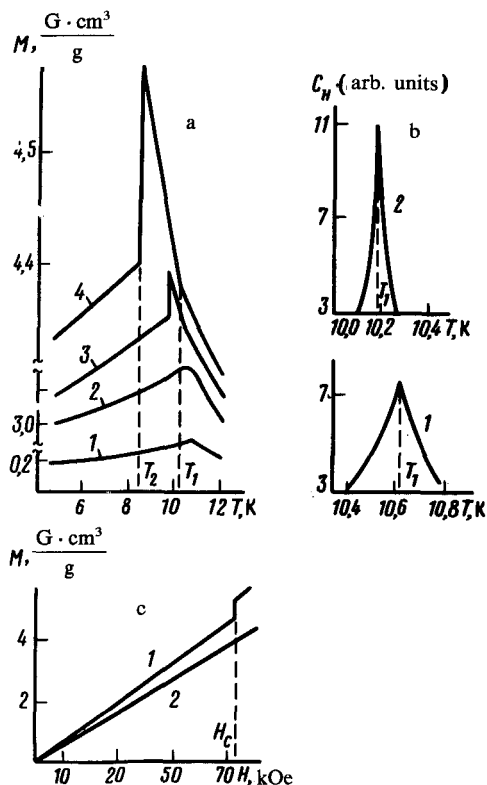 M, G · cm³ / g
a
4,5
4,4
4
3
2
3,0
1
0,2
T₂ T₁
6 8 10 12 T, K
C_H (arb. units)
b
11
7
2
T₁
3
10,0 10,2 10,4 T, K
7
1
T₁
3
10,4 10,6 10,8 T, K
M, G · cm³ / g
c
4
1
2
2
H_c
10 20 50 70 H, kOe